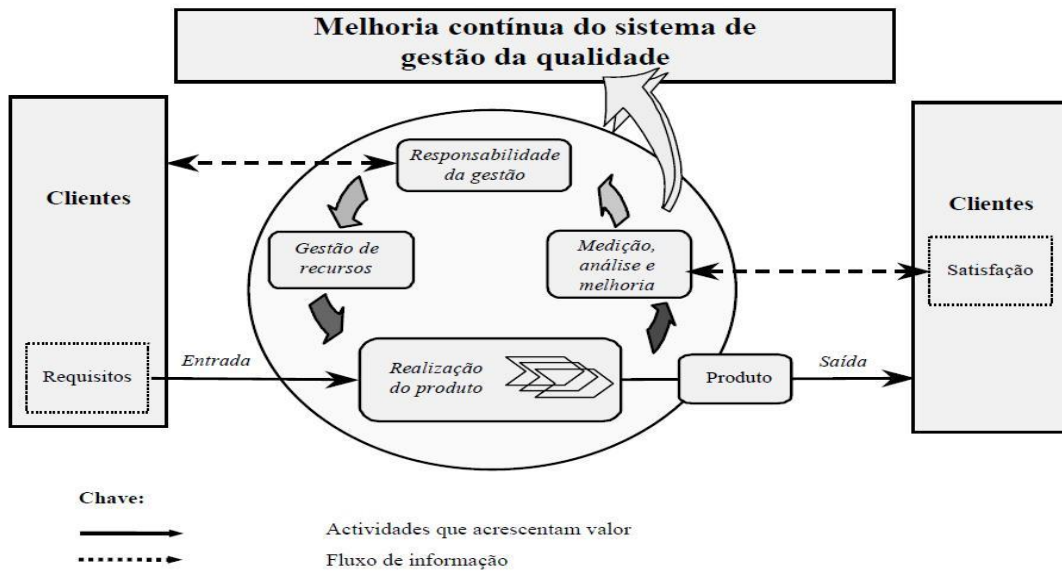 Melhoria contínua do sistema de
gestão da qualidade
Clientes
Requisitos
Entrada
Responsabilidade
da gestão
Gestão de
recursos
Medição,
análise e
melhoria
Realização
do produto
Produto
Saída
Clientes
Satisfação
Chave:
Actividades que acrescentam valor
Fluxo de informação